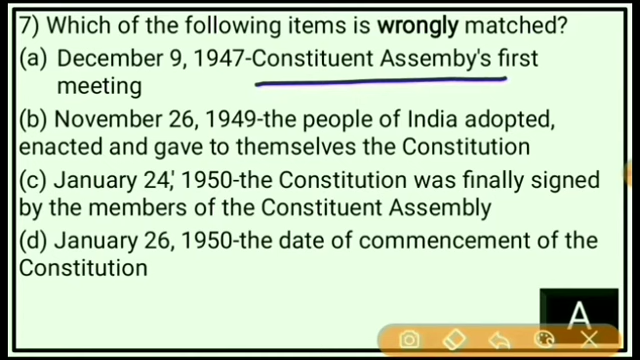 7) Which of the following items is wrongly matched?
(a) December 9, 1947-Constituent Assemby's first
meeting
(b) November 26, 1949-the people of India adopted,
enacted and gave to themselves the Constitution
(c) January 24,' 1950-the Constitution was finally signed
by the members of the Constituent Assembly
(d) January 26, 1950-the date of commencement of the
Constitution
A